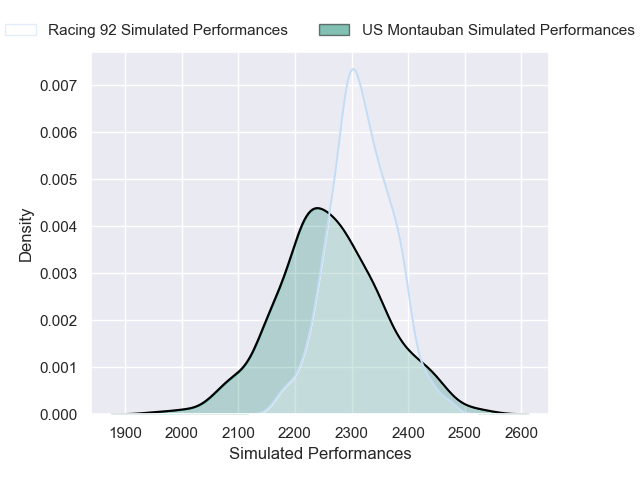 Racing 92 Simulated Performances US Montauban Simulated Performances
0.007
0.006
0.005
0.004
0.003
0.002
0.001
0.000
Density
1900 2000 2100 2200 2300 2400 2500 2600
Simulated Performances